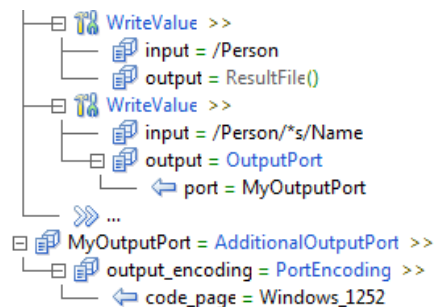 WriteValue >>
input = /Person
output = ResultFile()
WriteValue >>
input = /Person/*s/Name
output = OutputPort
port = MyOutputPort
...
MyOutputPort = AdditionalOutputPort >>
output_encoding = PortEncoding >>
code_page = Windows_1252